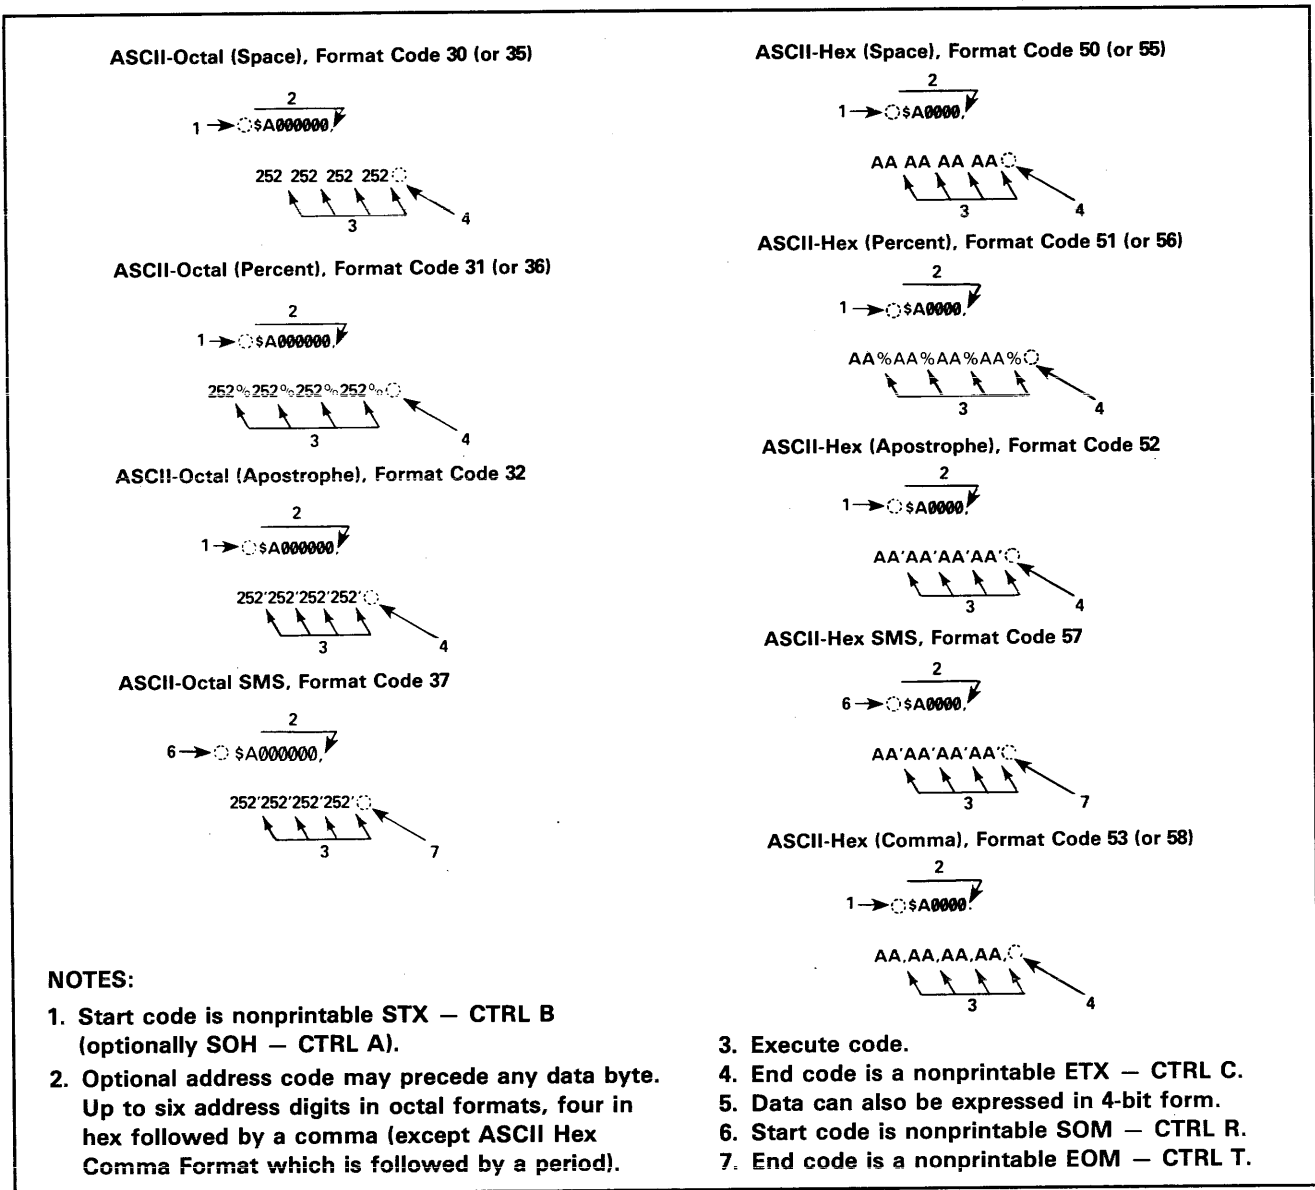 ASCII-Octal (Space), Format Code 30 (or 35)
2
1
$A000000,
252 252 252 252
3
4
ASCII-Octal (Percent), Format Code 31 (or 36)
2
1
$A000000,
252%252%252%252%
3
4
ASCII-Octal (Apostrophe), Format Code 32
2
1
$A000000,
252'252'252'252'
3
4
ASCII-Octal SMS, Format Code 37
2
6
$A000000,
252'252'252'252'
3
7
ASCII-Hex (Space), Format Code 50 (or 55)
2
1
$A0000,
AA AA AA AA
3
4
ASCII-Hex (Percent), Format Code 51 (or 56)
2
1
$A0000,
AA%AA%AA%AA%
3
4
ASCII-Hex (Apostrophe), Format Code 52
2
1
$A0000,
AA'AA'AA'AA'
3
4
ASCII-Hex SMS, Format Code 57
2
6
$A0000,
AA'AA'AA'AA'
3
7
ASCII-Hex (Comma), Format Code 53 (or 58)
2
1
$A0000.
AA,AA,AA,AA,
3
4
NOTES:
1. Start code is nonprintable STX — CTRL B
(optionally SOH — CTRL A).
2. Optional address code may precede any data byte.
Up to six address digits in octal formats, four in
hex followed by a comma (except ASCII Hex
Comma Format which is followed by a period).
3. Execute code.
4. End code is a nonprintable ETX — CTRL C.
5. Data can also be expressed in 4-bit form.
6. Start code is nonprintable SOM — CTRL R.
7. End code is a nonprintable EOM — CTRL T.